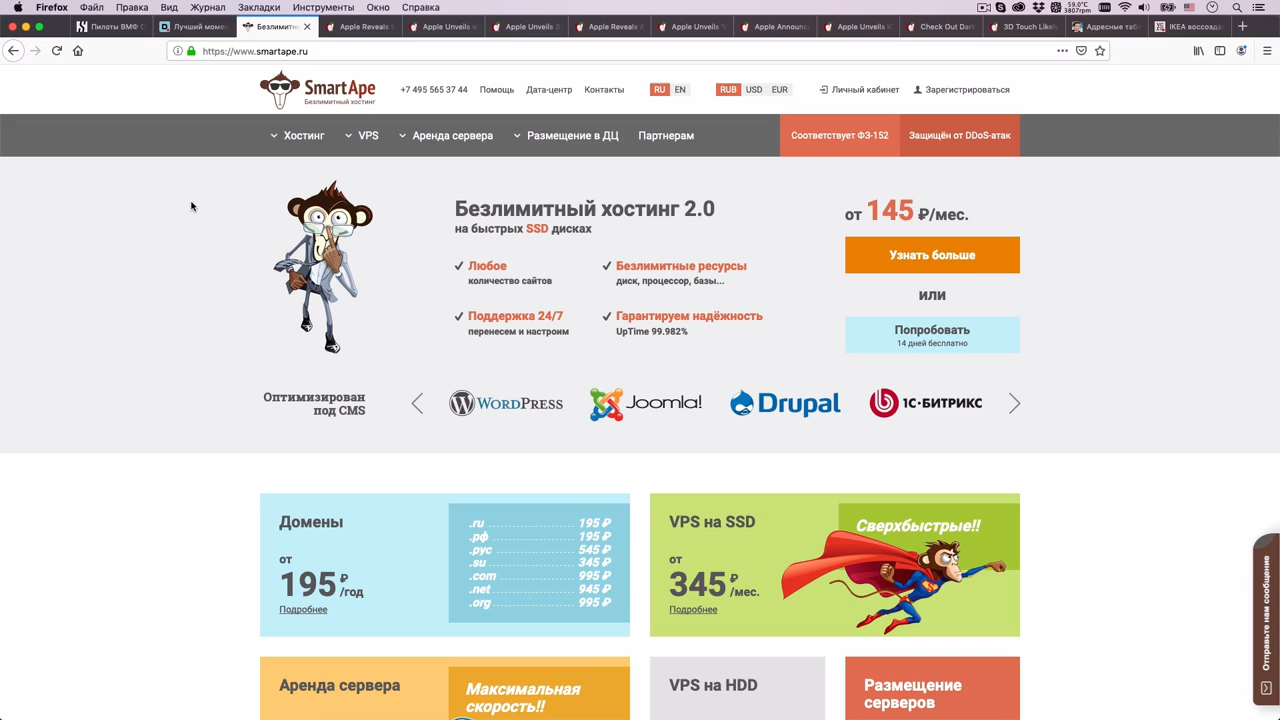 Firefox Файл Правка Вид Журнал Закладки Инструменты Окно Справка
59.0°C
3807rpm
Пилоты ВМФ С
Лучший момен
Безлимитн
Apple Reveals
Apple Unveils
Apple Unveils
Apple Reveals
Apple Unveils
Apple Announc
Apple Unveils
Check Out Dark
3D Touch Likely
Адресные табл
IKEA воссозда
https://www.smartape.ru
SmartApe
Безлимитный хостинг
+7 495 565 37 44 Помощь Дата-центр Контакты RU EN RUB USD EUR Личный кабинет Зарегистрироваться
Хостинг VPS Аренда сервера Размещение в ДЦ Партнерам Соответствует ФЗ-152 Защищён от DDoS-атак
Безлимитный хостинг 2.0
на быстрых SSD дисках
Любое
количество сайтов
Безлимитные ресурсы
диск, процессор, базы...
Поддержка 24/7
перенесем и настроим
Гарантируем надёжность
UpTime 99.982%
от 145 ₽/мес.
Узнать больше
или
Попробовать
14 дней бесплатно
Оптимизирован
под CMS
WordPress
Joomla!
Drupal
1С·БИТРИКС
Домены
от
195 ₽/год
Подробнее
.ru 195 ₽
.рф 195 ₽
.рус 545 ₽
.su 345 ₽
.com 995 ₽
.net 945 ₽
.org 995 ₽
VPS на SSD
от
345 ₽/мес.
Подробнее
Сверхбыстрые!!
Аренда сервера
Максимальная
скорость!!
VPS на HDD
Размещение
серверов
Отправьте нам сообщение